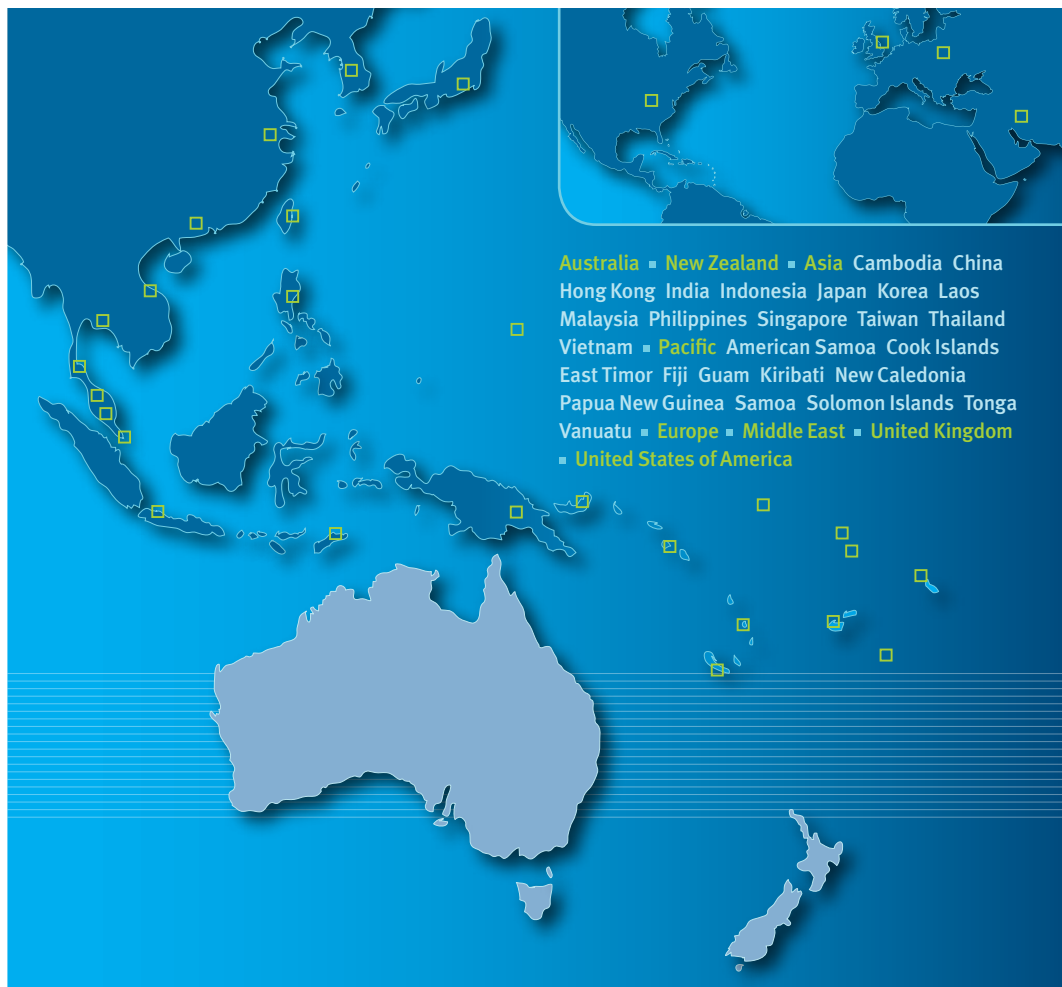 Australia ▪ New Zealand ▪ Asia Cambodia China
Hong Kong India Indonesia Japan Korea Laos
Malaysia Philippines Singapore Taiwan Thailand
Vietnam ▪ Pacific American Samoa Cook Islands
East Timor Fiji Guam Kiribati New Caledonia
Papua New Guinea Samoa Solomon Islands Tonga
Vanuatu ▪ Europe ▪ Middle East ▪ United Kingdom
▪ United States of America